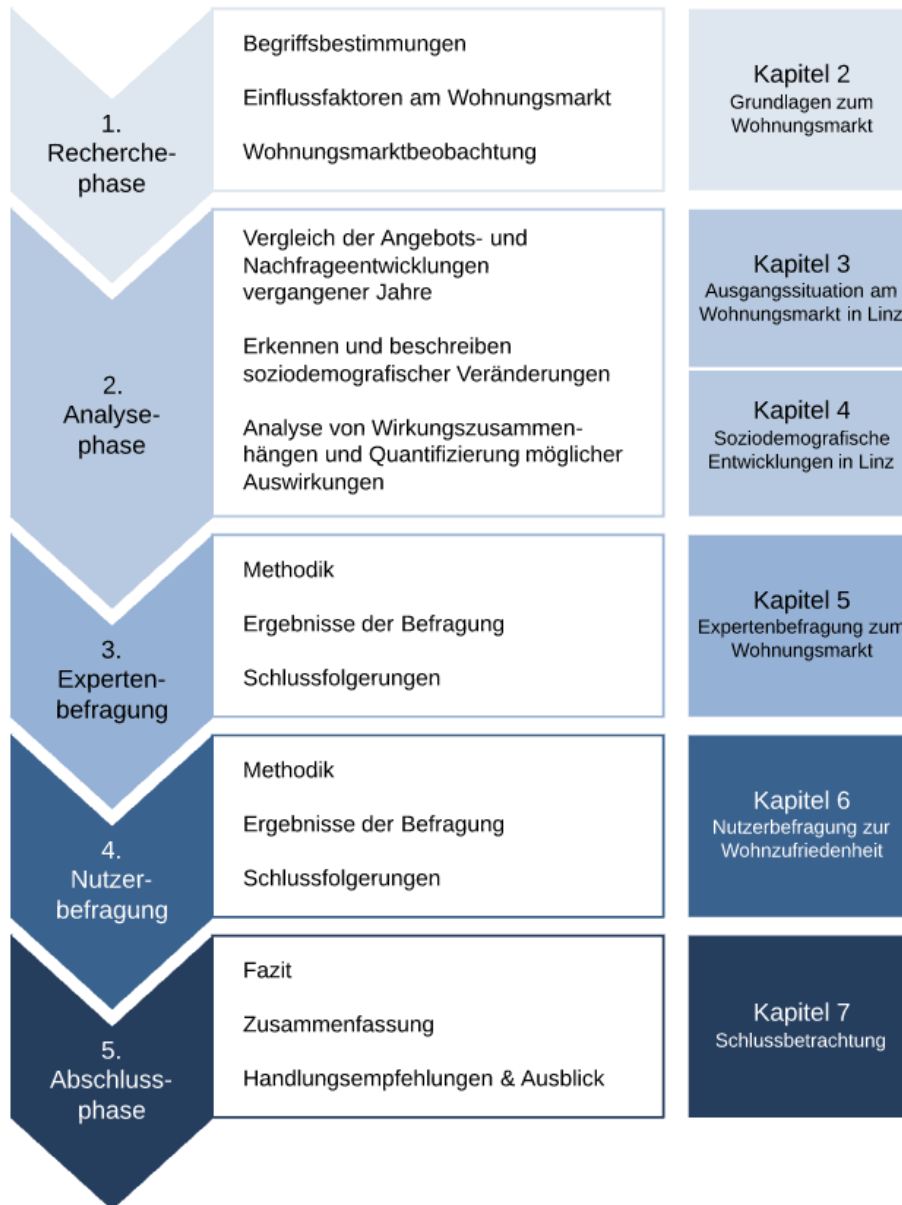 1.
Recherche-
phase
Begriffsbestimmungen
Einflussfaktoren am Wohnungsmarkt
Wohnungsmarktbeobachtung
Kapitel 2
Grundlagen zum
Wohnungsmarkt
2.
Analyse-
phase
Vergleich der Angebots- und
Nachfrageentwicklungen
vergangener Jahre
Erkennen und beschreiben
soziodemografischer Veränderungen
Analyse von Wirkungszusammen-
hängen und Quantifizierung möglicher
Auswirkungen
Kapitel 3
Ausgangssituation am
Wohnungsmarkt in Linz
Kapitel 4
Soziodemografische
Entwicklungen in Linz
3.
Experten-
befragung
Methodik
Ergebnisse der Befragung
Schlussfolgerungen
Kapitel 5
Expertenbefragung zum
Wohnungsmarkt
4.
Nutzer-
befragung
Methodik
Ergebnisse der Befragung
Schlussfolgerungen
Kapitel 6
Nutzerbefragung zur
Wohnzufriedenheit
5.
Abschluss-
phase
Fazit
Zusammenfassung
Handlungsempfehlungen & Ausblick
Kapitel 7
Schlussbetrachtung